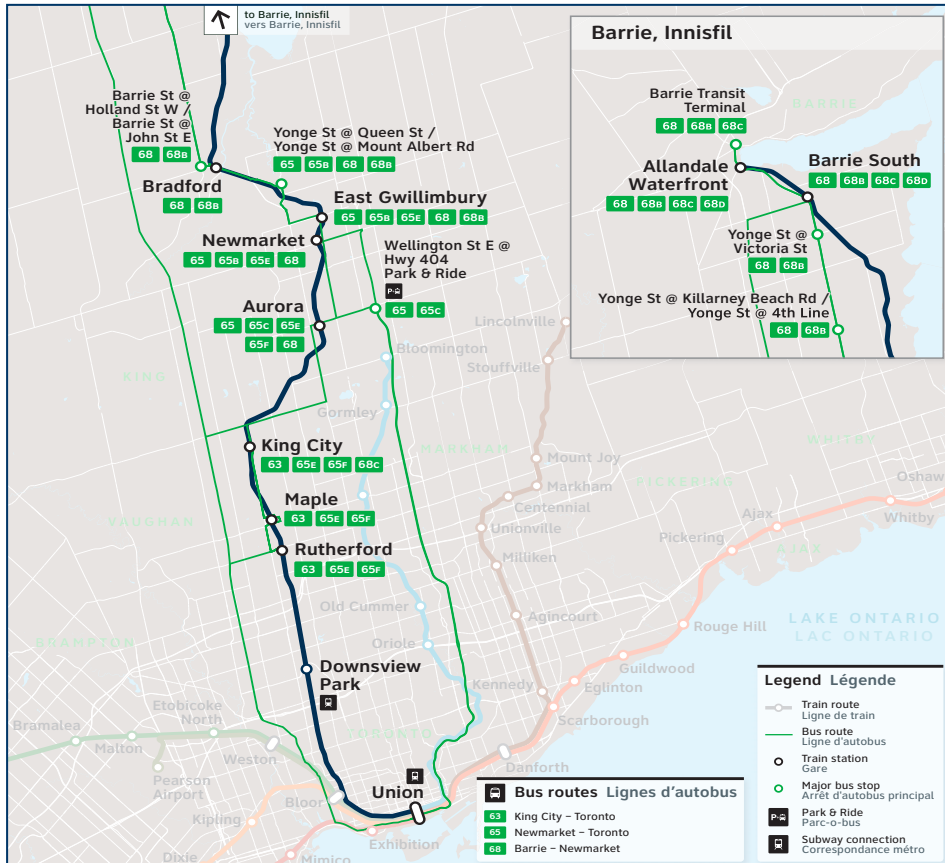 to Barrie, Innisfil
vers Barrie, Innisfil
Barrie St @
Holland St W /
Barrie St @
John St E
68 68B
Bradford
68 68B
Yonge St @ Queen St /
Yonge St @ Mount Albert Rd
65 65B 68 68B
East Gwillimbury
65 65B 65E 68 68B
Newmarket
65 65B 65E 68
Wellington St E @
Hwy 404
Park & Ride
P
65 65C
Aurora
65 65C 65E
65F 68
Lincolnville
Bloomington
Stouffville
KING
Gormley
MARKHAM
WHITBY
King City
63 65E 65F 68C
Mount Joy
PICKERING
Oshaw
Markham
Centennial
Maple
63 65E 65F
VAUGHAN
Unionville
Ajax
Whitby
Pickering
AJAX
Rutherford
63 65E 65F
Milliken
Old Cummer
Agincourt
Rouge Hill
LAKE ONTARIO
LAC ONTARIO
BRAMPTON
Oriole
Guildwood
Downsview
Park
Kennedy
Eglinton
Scarborough
Etobicoke
North
Bramalea
Malton
Weston
TORONTO
Danforth
Pearson
Airport
Union
Bloor
Kipling
Exhibition
Dixie
Mimico
Barrie, Innisfil
Barrie Transit
Terminal
68 68B 68C
BARRIE
Allandale
Waterfront
68 68B 68C 68D
Barrie South
68 68B 68C 68D
Yonge St @
Victoria St
68 68B
Yonge St @ Killarney Beach Rd /
Yonge St @ 4th Line
68 68B
Bus routes Lignes d'autobus
63 King City – Toronto
65 Newmarket – Toronto
68 Barrie – Newmarket
Legend Légende
Train route
Ligne de train
Bus route
Ligne d'autobus
Train station
Gare
Major bus stop
Arrêt d'autobus principal
P
Park & Ride
Parc-o-bus
Subway connection
Correspondance métro